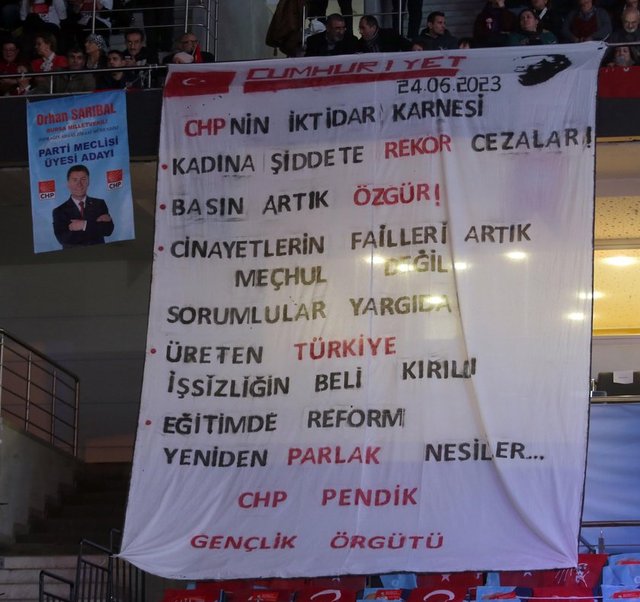 Orhan SARIBAL
BURSA MİLLETVEKİLİ
PARTİ MECLİSİ
ÜYESİ ADAYI
CHP
CHP
CUMHURİYET
24.06.2023
CHPNİN İKTİDAR KARNESİ
• KADINA ŞİDDETE REKOR CEZALAR!
• BASIN ARTIK ÖZGÜR!
• CİNAYETLERİN FAİLLERİ ARTIK
MEÇHUL DEĞİL
SORUMLULAR YARGIDA
• ÜRETEN TÜRKİYE
İŞSİZLİĞİN BELİ KIRILII
• EĞİTİMDE REFORM
YENİDEN PARLAK NESİLER...
CHP PENDİK
GENÇLİK ÖRGÜTÜ